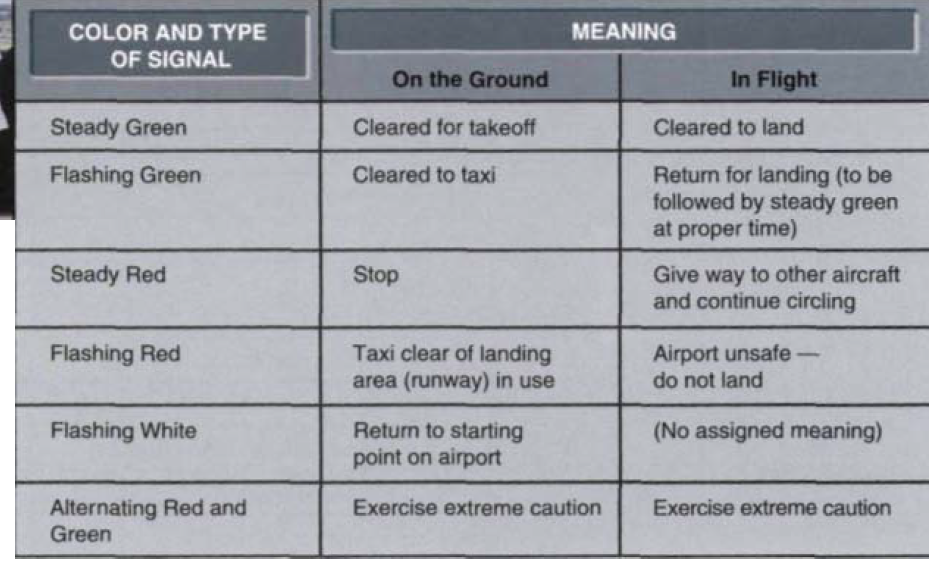 COLOR AND TYPE
OF SIGNAL
MEANING
On the Ground
In Flight
Steady Green
Cleared for takeoff
Cleared to land
Flashing Green
Cleared to taxi
Return for landing (to be
followed by steady green
at proper time)
Steady Red
Stop
Give way to other aircraft
and continue circling
Flashing Red
Taxi clear of landing
area (runway) in use
Airport unsafe —
do not land
Flashing White
Return to starting
point on airport
(No assigned meaning)
Alternating Red and
Green
Exercise extreme caution
Exercise extreme caution